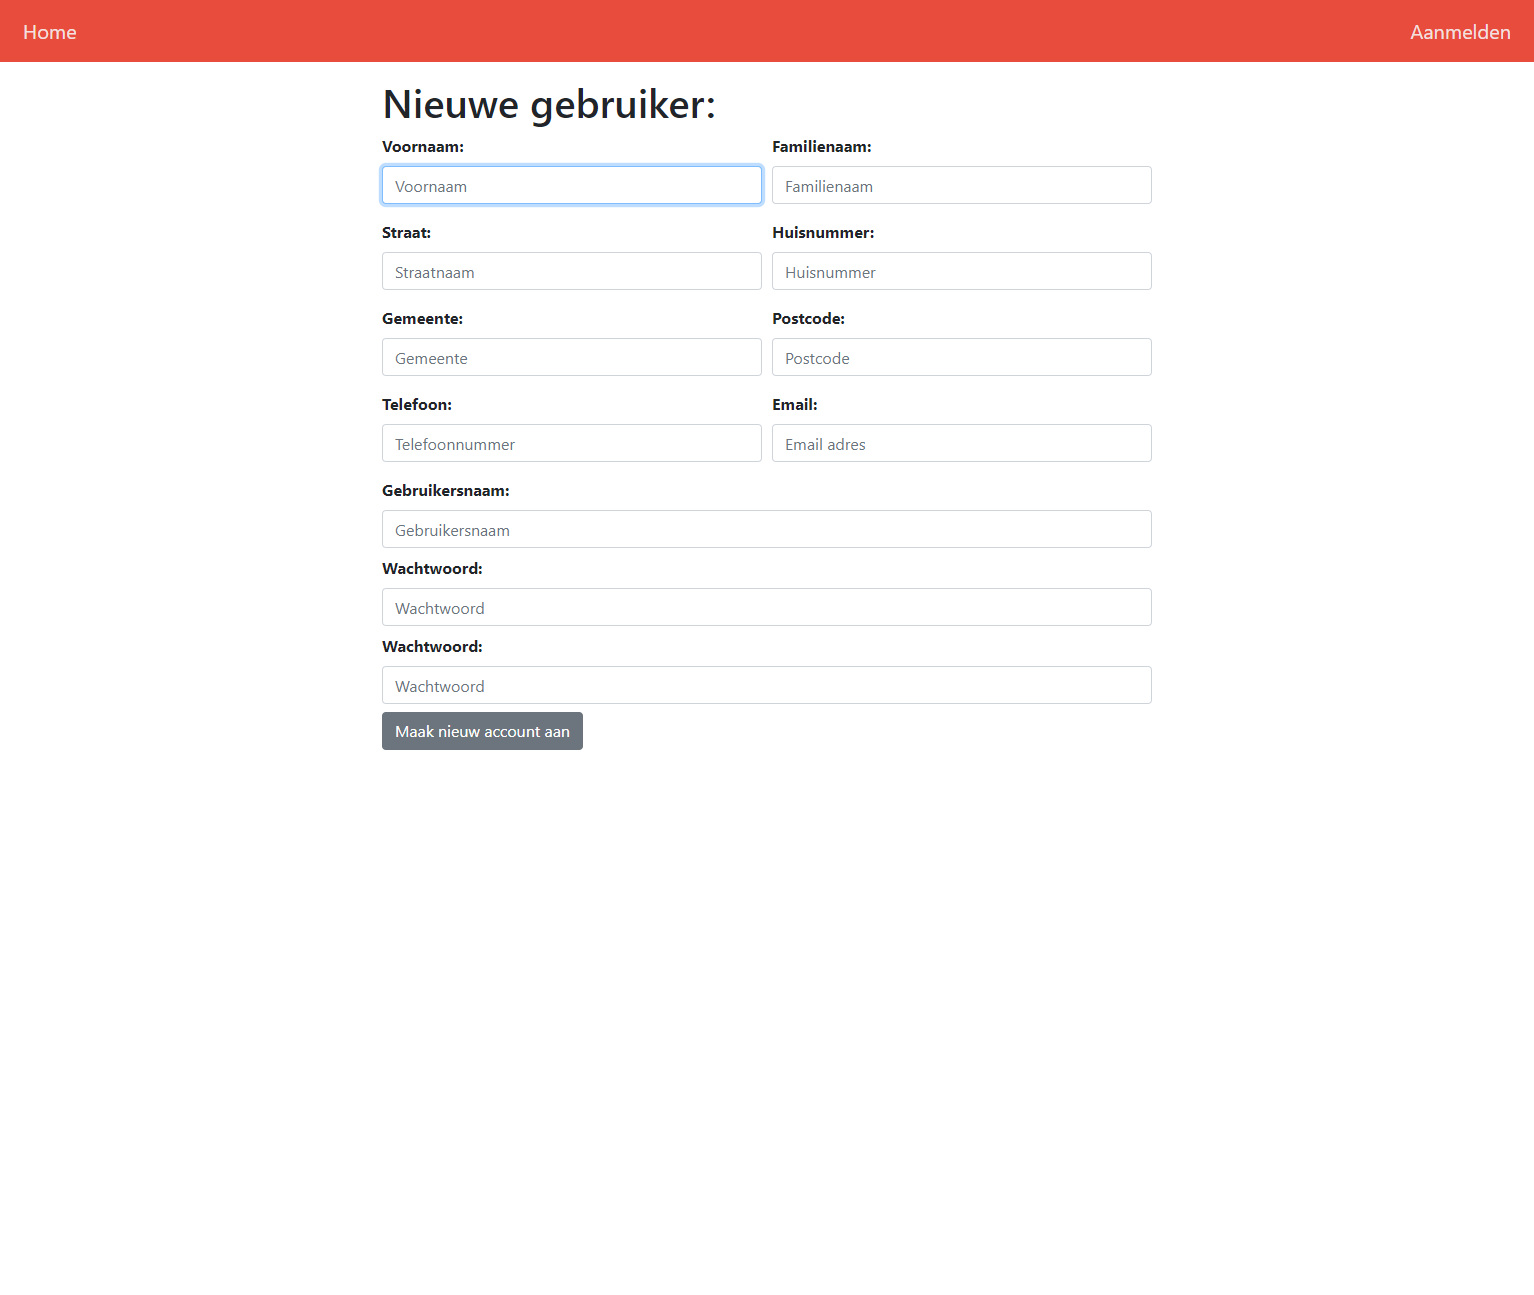 Home
Aanmelden
Nieuwe gebruiker:
Voornaam: Familienaam:
Voornaam Familienaam
Straat: Huisnummer:
Straatnaam Huisnummer
Gemeente: Postcode:
Gemeente Postcode
Telefoon: Email:
Telefoonnummer Email adres
Gebruikersnaam:
Gebruikersnaam
Wachtwoord:
Wachtwoord
Wachtwoord:
Wachtwoord
Maak nieuw account aan